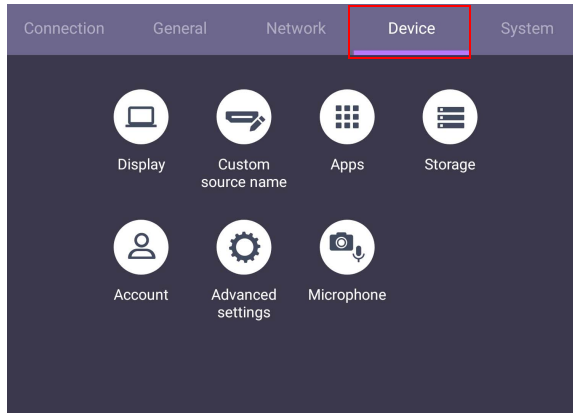 Connection General Network Device System
Display Custom source name Apps Storage
Account Advanced settings Microphone